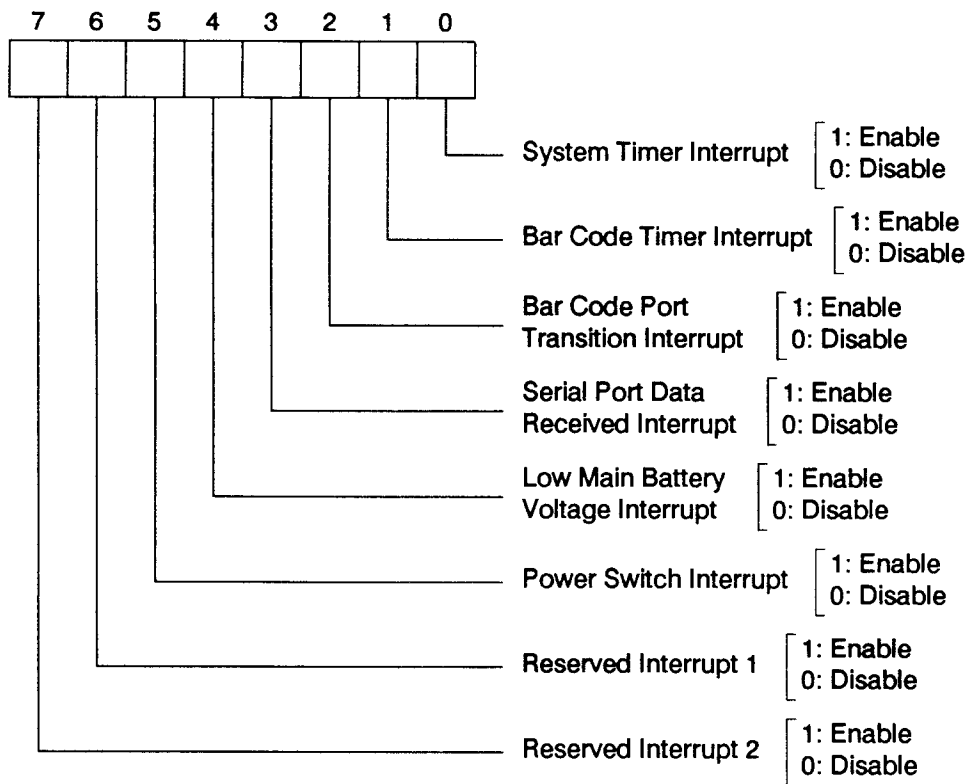 7 6 5 4 3 2 1 0
System Timer Interrupt 1: Enable
0: Disable
Bar Code Timer Interrupt 1: Enable
0: Disable
Bar Code Port 1: Enable
Transition Interrupt 0: Disable
Serial Port Data 1: Enable
Received Interrupt 0: Disable
Low Main Battery 1: Enable
Voltage Interrupt 0: Disable
Power Switch Interrupt 1: Enable
0: Disable
Reserved Interrupt 1 1: Enable
0: Disable
Reserved Interrupt 2 1: Enable
0: Disable